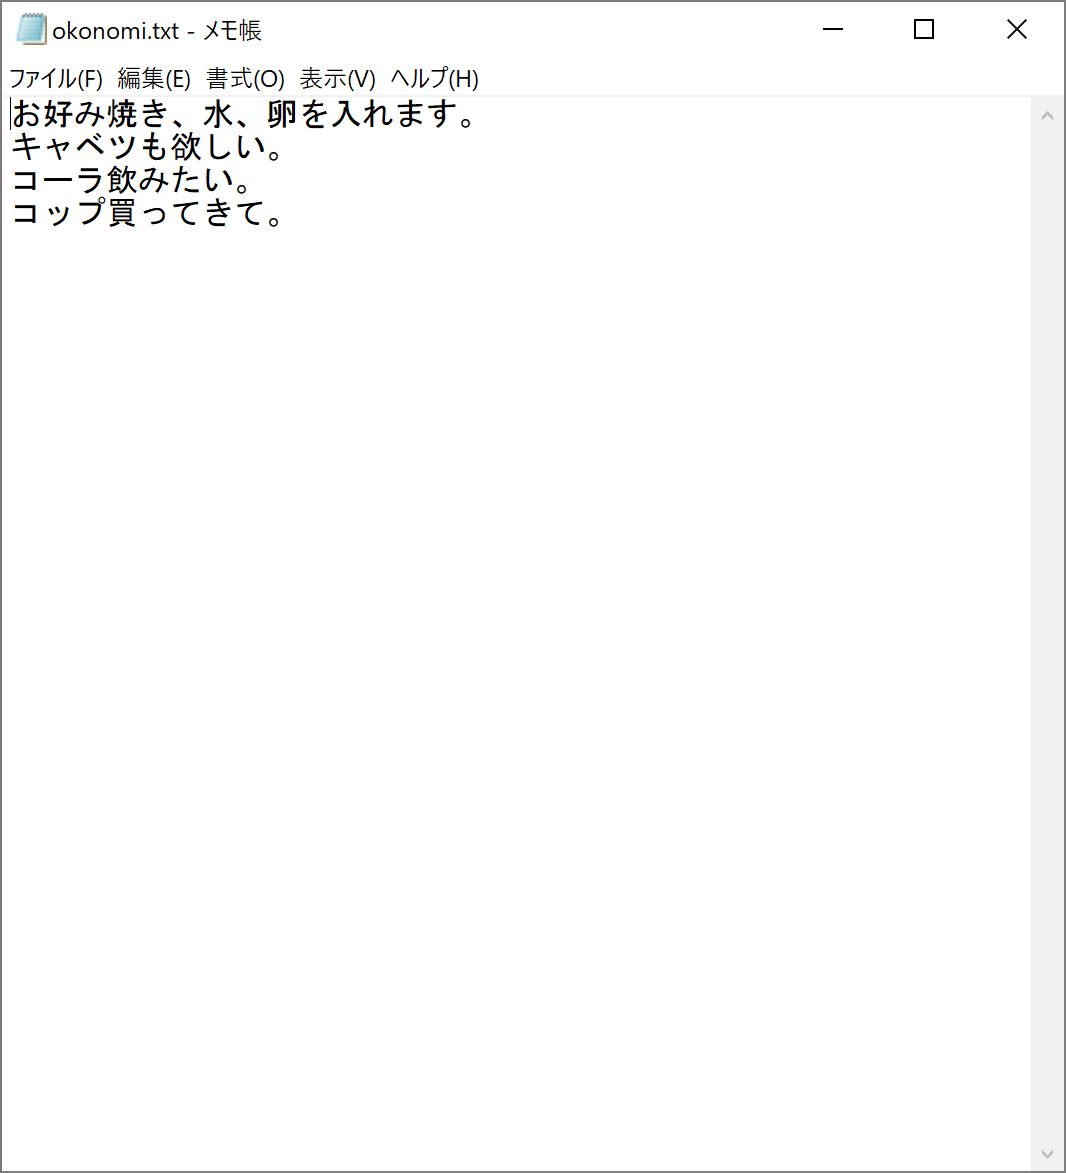 okonomi.txt - メモ帳
ファイル(F) 編集(E) 書式(O) 表示(V) ヘルプ(H)
お好み焼き、水、卵を入れます。
キャベツも欲しい。
コーラ飲みたい。
コップ買ってきて。